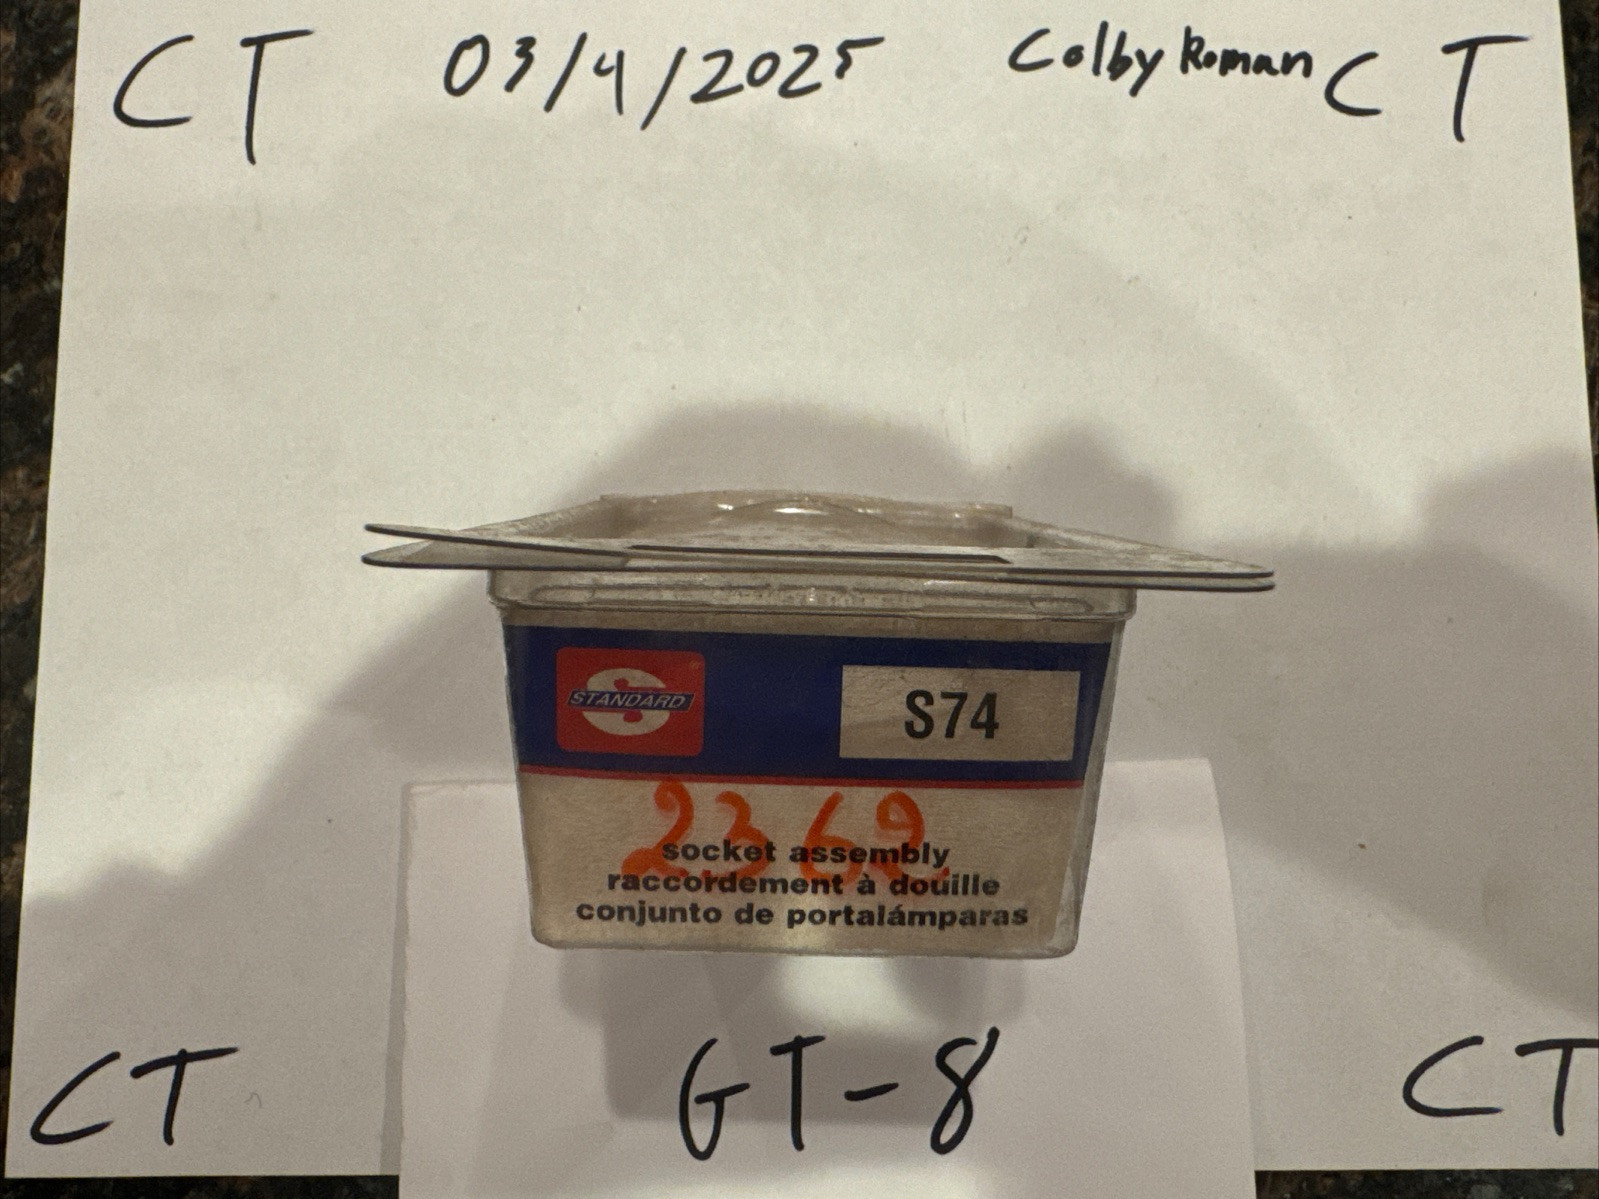 CT 03/4/2025 Colby Roman CT
STANDARD
S74
2362
socket assembly
raccordement à douille
conjunto de portalámparas
CT GT-8 CT